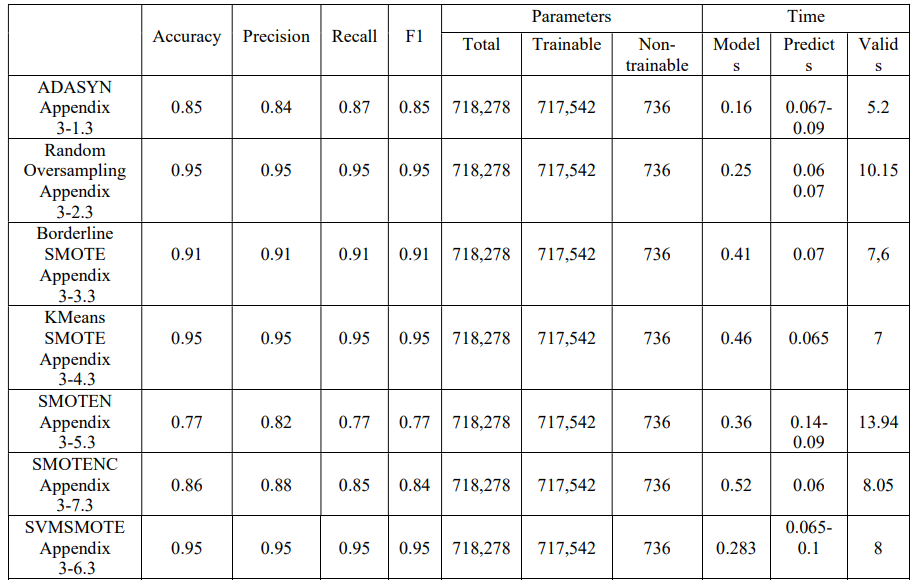 Accuracy Precision Recall F1 Parameters Time
Total Trainable Non-trainable Model s Predict s Valid s
ADASYN
Appendix
3-1.3
0.85 0.84 0.87 0.85 718,278 717,542 736 0.16 0.067-0.09 5.2
Random
Oversampling
Appendix
3-2.3
0.95 0.95 0.95 0.95 718,278 717,542 736 0.25 0.06 0.07 10.15
Borderline
SMOTE
Appendix
3-3.3
0.91 0.91 0.91 0.91 718,278 717,542 736 0.41 0.07 7,6
KMeans
SMOTE
Appendix
3-4.3
0.95 0.95 0.95 0.95 718,278 717,542 736 0.46 0.065 7
SMOTEN
Appendix
3-5.3
0.77 0.82 0.77 0.77 718,278 717,542 736 0.36 0.14-0.09 13.94
SMOTENC
Appendix
3-7.3
0.86 0.88 0.85 0.84 718,278 717,542 736 0.52 0.06 8.05
SVMSMOTE
Appendix
3-6.3
0.95 0.95 0.95 0.95 718,278 717,542 736 0.283 0.065-0.1 8